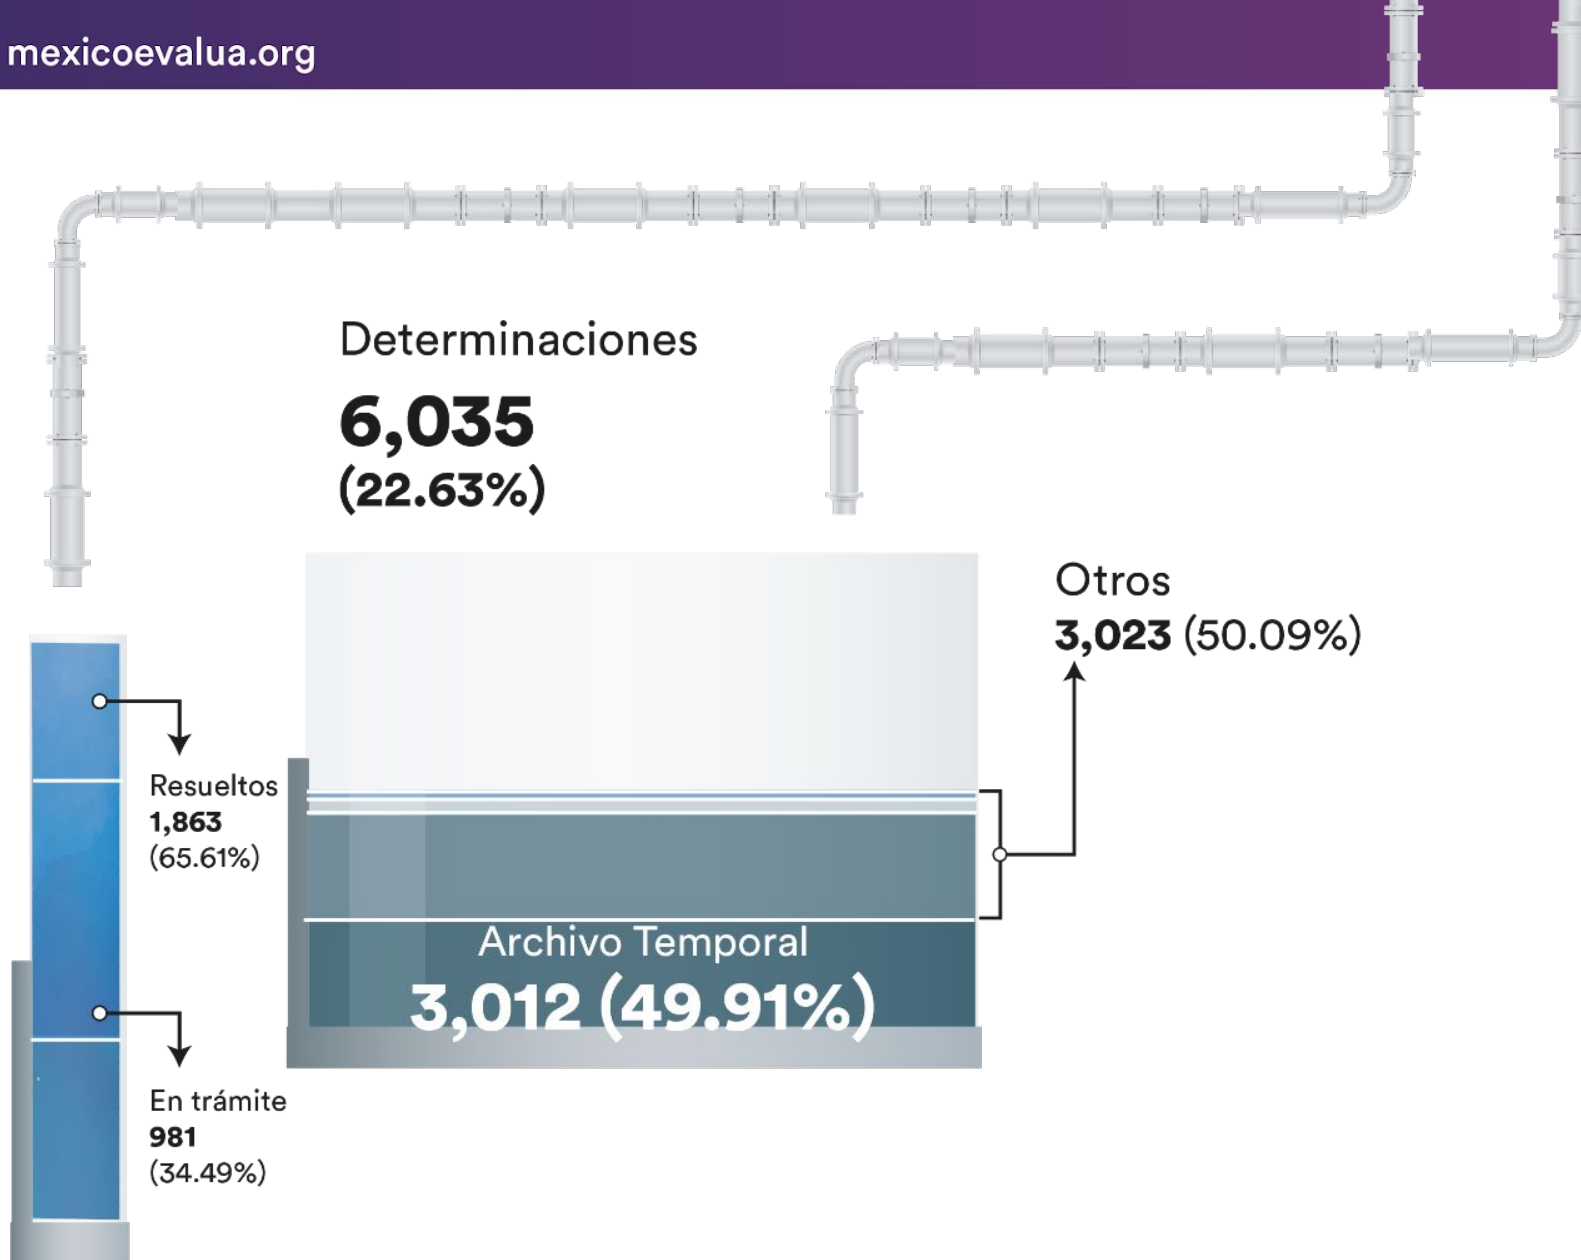 mexicoevalua.org
Determinaciones
6,035
(22.63%)
Otros
3,023 (50.09%)
Resueltos
1,863
(65.61%)
Archivo Temporal
3,012 (49.91%)
En trámite
981
(34.49%)